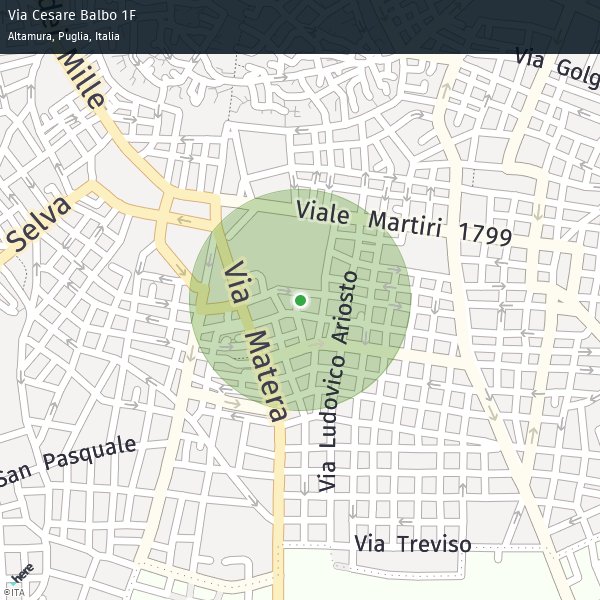 Via Cesare Balbo 1F
Altamura, Puglia, Italia
Via Golg
Mille
Selva
Viale Martiri 1799
Via Matera
Via Ludovico Ariosto
San Pasquale
Via Treviso
here
©ITA